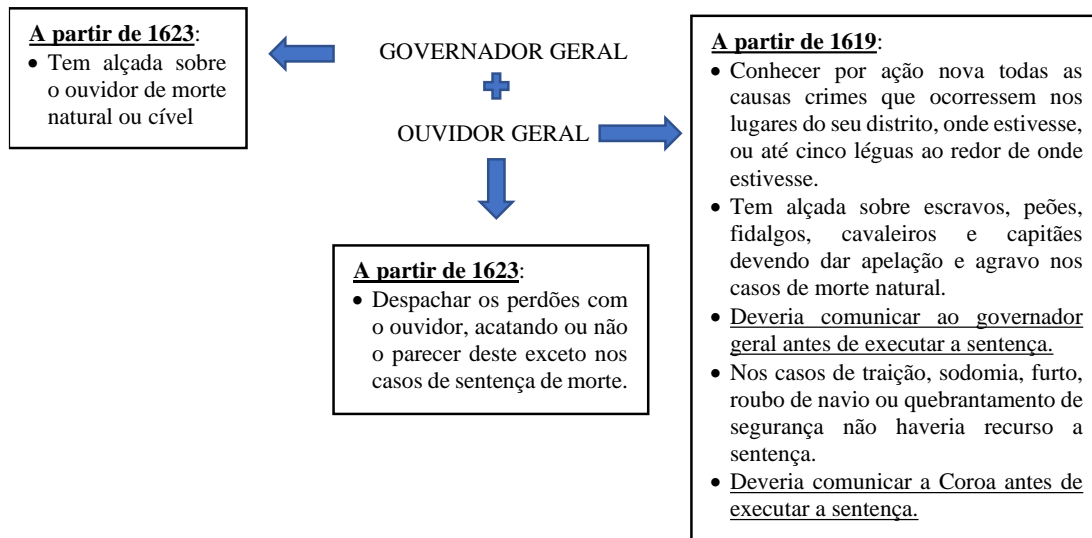 A partir de 1623:
• Tem alçada sobre
o ouvidor de morte
natural ou cível
GOVERNADOR GERAL
OUVIDOR GERAL
A partir de 1623:
• Despachar os perdões com
o ouvidor, acatando ou não
o parecer deste exceto nos
casos de sentença de morte.
A partir de 1619:
• Conhecer por ação nova todas as
causas crimes que ocorressem nos
lugares do seu distrito, onde estivesse,
ou até cinco léguas ao redor de onde
estivesse.
• Tem alçada sobre escravos, peões,
fidalgos, cavaleiros e capitães
devendo dar apelação e agravo nos
casos de morte natural.
• Deveria comunicar ao governador
geral antes de executar a sentença.
• Nos casos de traição, sodomia, furto,
roubo de navio ou quebrantamento de
segurança não haveria recurso a
sentença.
• Deveria comunicar a Coroa antes de
executar a sentença.